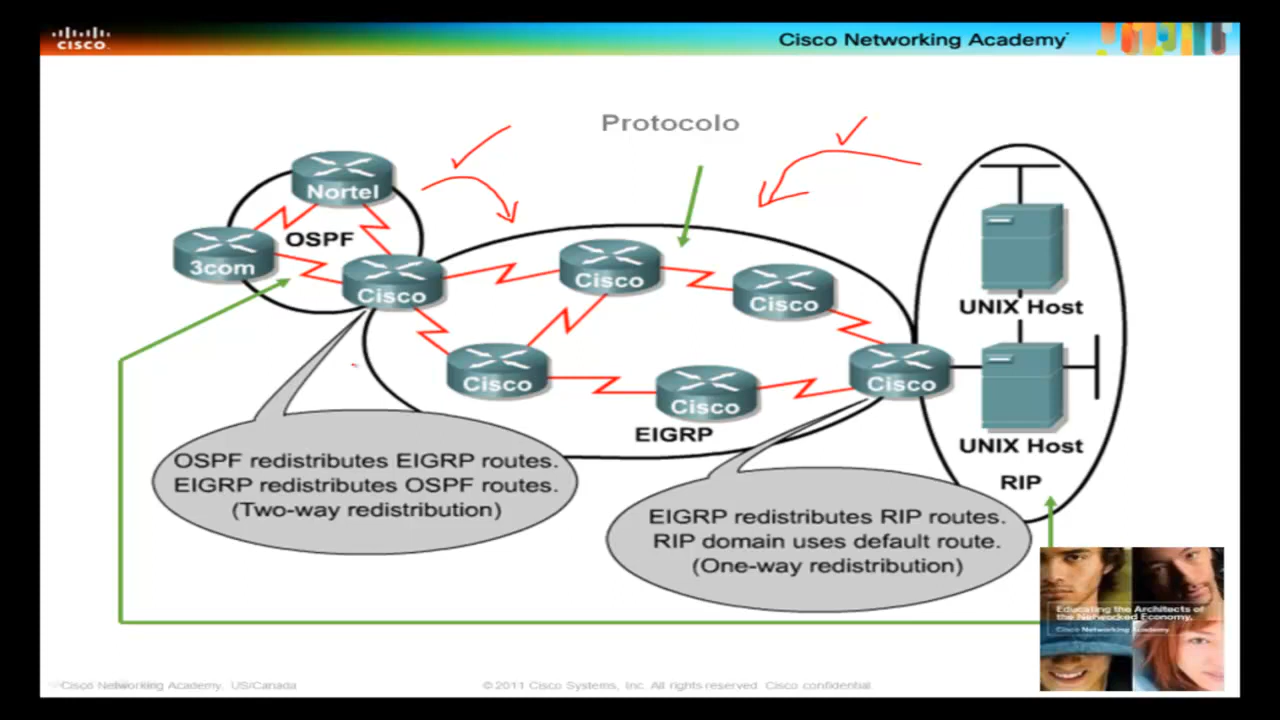 CISCO.
Cisco Networking Academy
Protocolo
Nortel
OSPF
3com
Cisco
Cisco
Cisco
Cisco
Cisco
Cisco
EIGRP
UNIX Host
UNIX Host
RIP
OSPF redistributes EIGRP routes.
EIGRP redistributes OSPF routes.
(Two-way redistribution)
EIGRP redistributes RIP routes.
RIP domain uses default route.
(One-way redistribution)
Educating the Architects of
the Networked Economy.
Cisco Networking Academy
Cisco Networking Academy, US/Canada
©2011 Cisco Systems, Inc. All rights reserved. Cisco confidential.